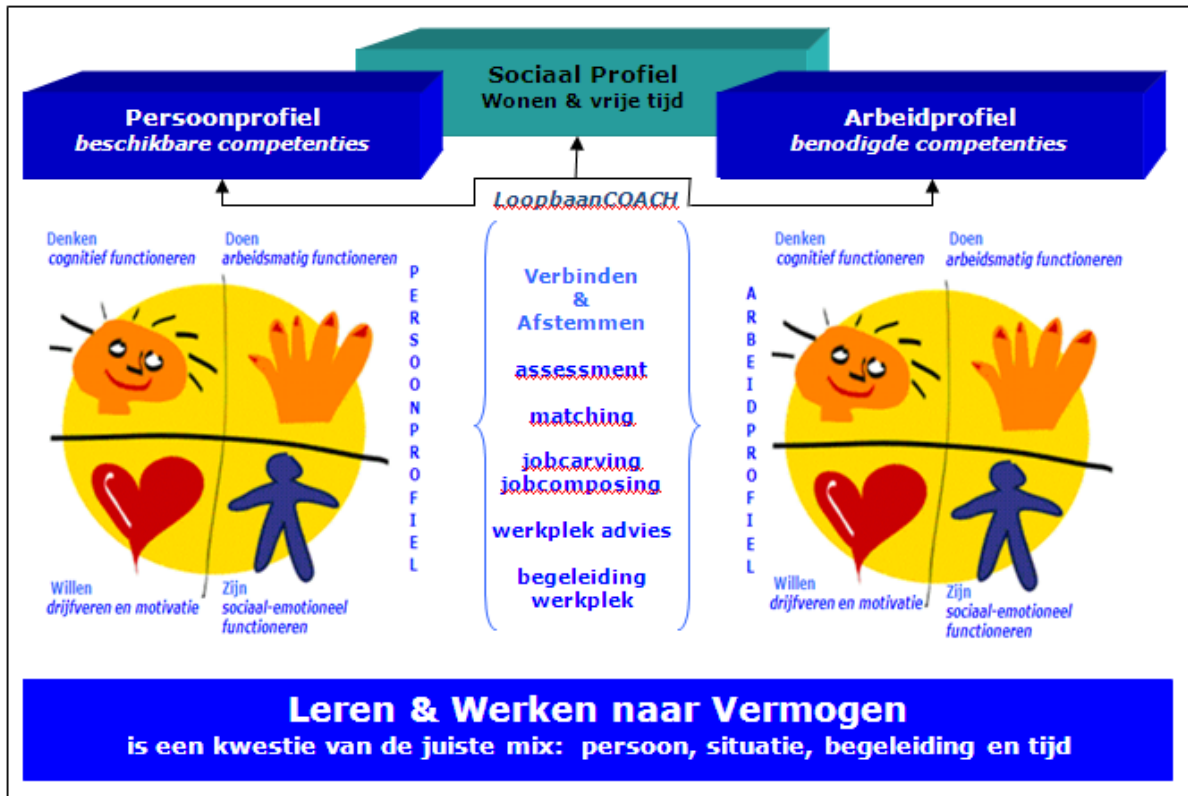 Sociaal Profiel
Wonen & vrije tijd
Persoonprofiel
beschikbare competenties
Arbeidprofiel
benodigde competenties
LoopbaanCOACH
Denken
cognitief functioneren
Doen
arbeidsmatig functioneren
PERSOONPROFIEL
Willen
drijfveren en motivatie
Zijn
sociaal-emotioneel
functioneren
Verbinden
&
Afstemmen
assessment
matching
jobcarving
jobcomposing
werkplek advies
begeleiding
werkplek
ARBEIDPROFIEL
Denken
cognitief functioneren
Doen
arbeidsmatig functioneren
Willen
drijfveren en motivatie
Zijn
sociaal-emotioneel
functioneren
Leren & Werken naar Vermogen
is een kwestie van de juiste mix: persoon, situatie, begeleiding en tijd